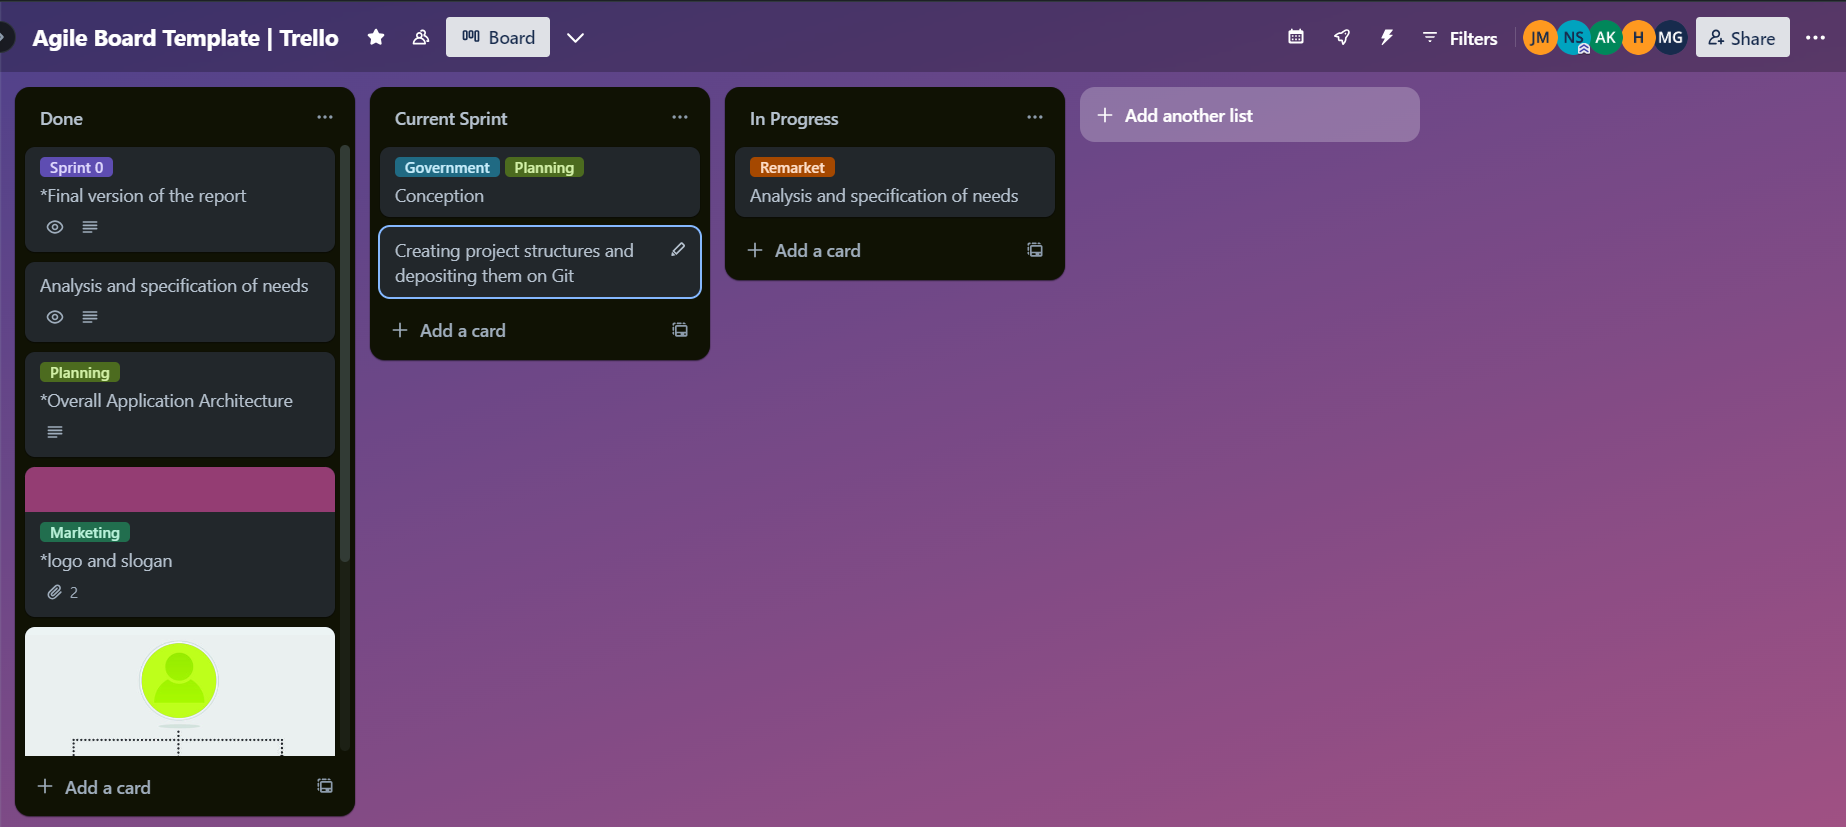 Agile Board Template | Trello
Board
Filters
JM
NS
AK
H
MG
Share
Done
Sprint 0
*Final version of the report
Analysis and specification of needs
Planning
*Overall Application Architecture
Marketing
*logo and slogan
2
Add a card
Current Sprint
Government Planning
Conception
Creating project structures and
depositing them on Git
Add a card
In Progress
Remarket
Analysis and specification of needs
Add a card
Add another list